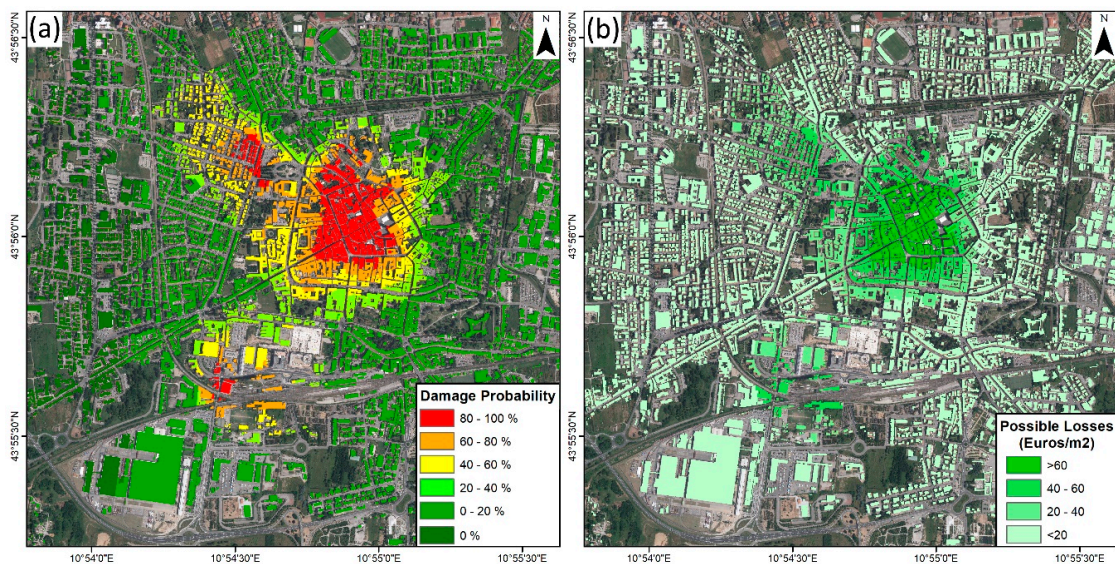 (a)
N
43°56'30"N
43°56'0"N
43°55'30"N
Damage Probability
80 - 100 %
60 - 80 %
40 - 60 %
20 - 40 %
0 - 20 %
0 %
10°54'0"E
10°54'30"E
10°55'0"E
10°55'30"E
(b)
N
43°56'30"N
43°56'0"N
43°55'30"N
Possible Losses
(Euros/m2)
>60
40 - 60
20 - 40
<20
10°54'0"E
10°54'30"E
10°55'0"E
10°55'30"E